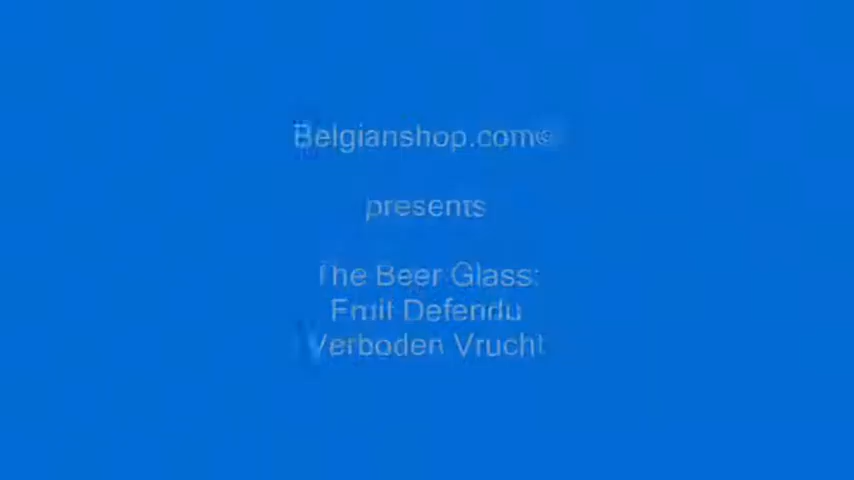 Belgianshop.com®
presents
The Beer Glass:
Fruit Defendu
Verboden Vrucht